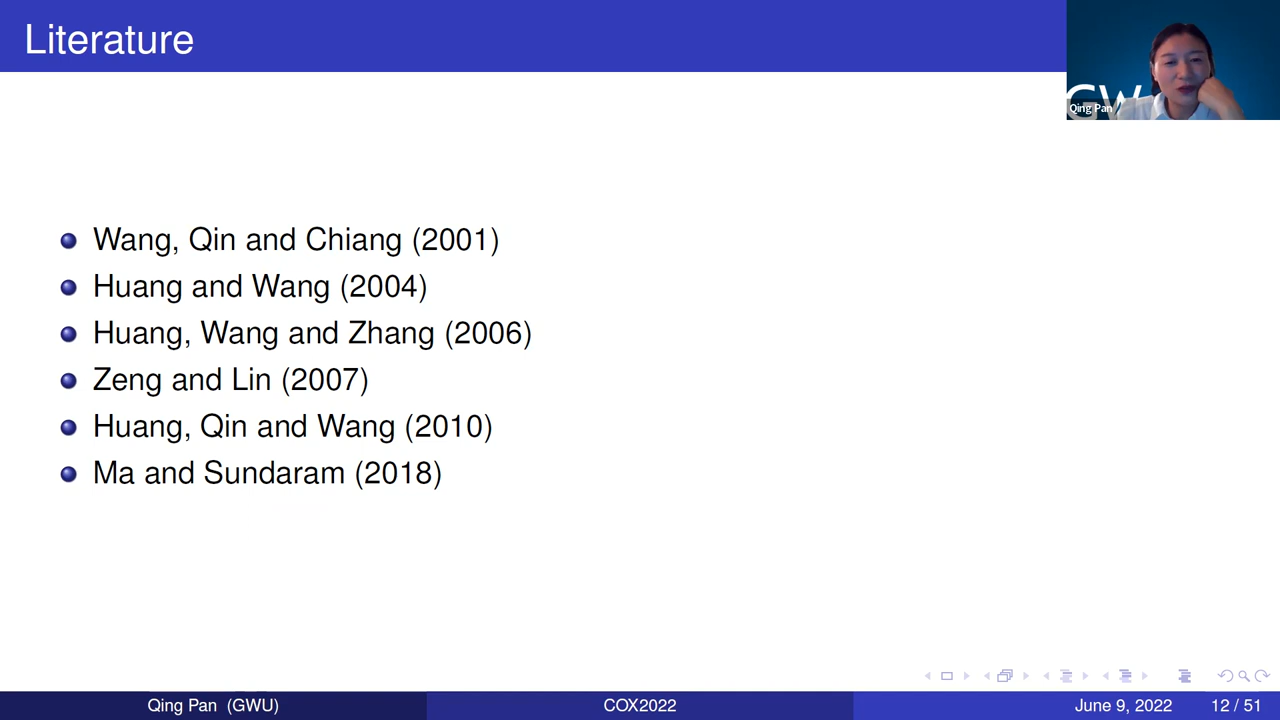 Literature
GW
Qing Pan
Wang, Qin and Chiang (2001)
Huang and Wang (2004)
Huang, Wang and Zhang (2006)
Zeng and Lin (2007)
Huang, Qin and Wang (2010)
Ma and Sundaram (2018)
Qing Pan (GWU)
COX2022
June 9, 2022
12 / 51